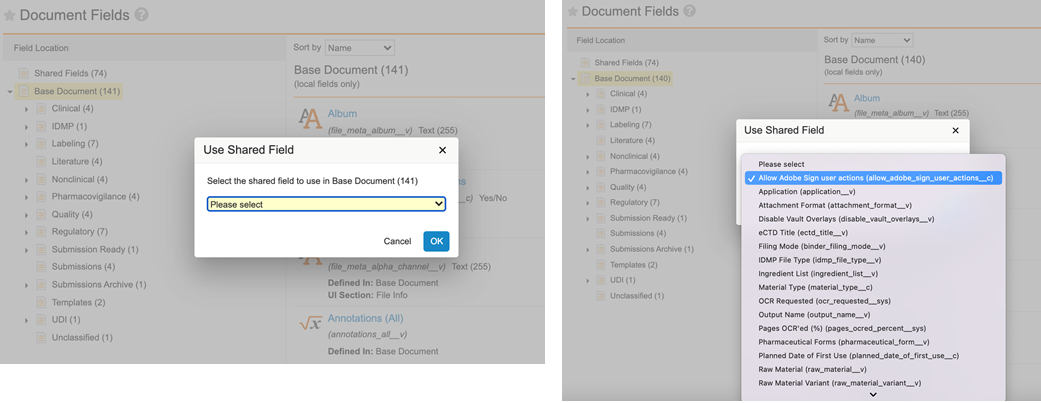 Document Fields ?
Field Location
Shared Fields (74)
Base Document (141)
Clinical (4)
IDMP (1)
Labeling (7)
Literature (4)
Nonclinical (4)
Pharmacovigilance (4)
Quality (4)
Regulatory (7)
Submission Ready (1)
Submissions (4)
Submissions Archive (1)
Templates (2)
UDI (1)
Unclassified (1)
Sort by Name
Base Document (141)
(local fields only)
Album
(file_meta_album__v) Text (255)
Use Shared Field ×
Select the shared field to use in Base Document (141)
Please select
Cancel OK
__c) Yes/No
(file_meta_alpha_channel__v) Text (255)
Defined In: Base Document
UI Section: File Info
Annotations (All)
(annotations_all__v)
Defined In: Base Document
Document Fields ?
Field Location
Shared Fields (74)
Base Document (140)
Clinical (4)
IDMP (1)
Labeling (7)
Literature (4)
Nonclinical (4)
Pharmacovigilance (4)
Quality (4)
Regulatory (7)
Submission Ready (1)
Submissions (4)
Submissions Archive (1)
Templates (2)
UDI (1)
Unclassified (1)
Sort by Name
Base Document (140)
(local fields only)
Album
(file_meta_album__v) Text (255)
Use Shared Field ×
Please select
✓ Allow Adobe Sign user actions (allow_adobe_sign_user_actions__c)
Application (application__v)
Attachment Format (attachment_format__v)
Disable Vault Overlays (disable_vault_overlays__v)
eCTD Title (ectd_title__v)
Filing Mode (binder_filing_mode__v)
IDMP File Type (idmp_file_type__v)
Ingredient List (ingredient_list__v)
Material Type (material_type__c)
OCR Requested (ocr_requested__sys)
Output Name (output_name__v)
Pages OCR'ed (%) (pages_ocred_percent__sys)
Pharmaceutical Forms (pharmaceutical_form__v)
Planned Date of First Use (planned_date_of_first_use__c)
Raw Material (raw_material__v)
Raw Material Variant (raw_material_variant__v)